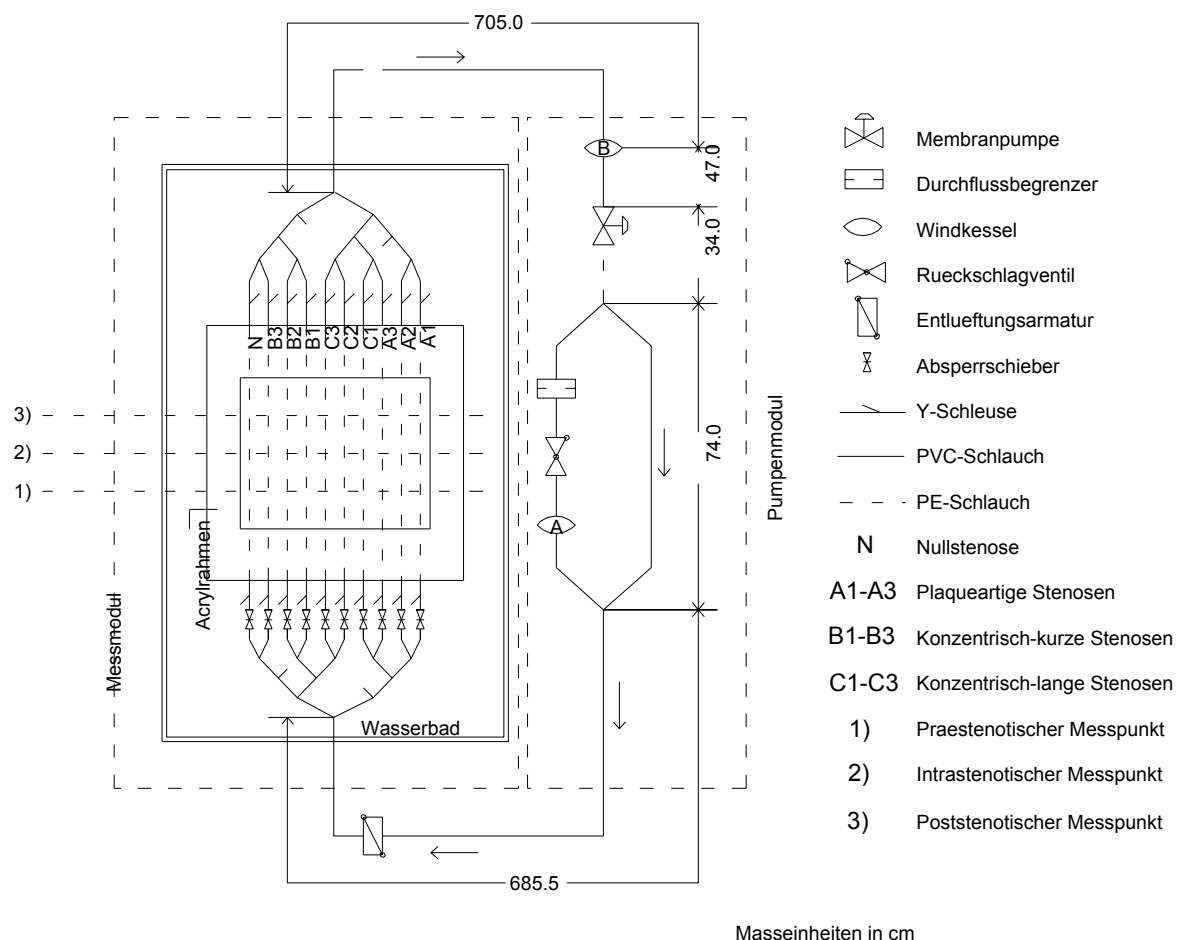 705.0
B
47.0
34.0
74.0
N
B3
B2
B1
C3
C2
C1
A3
A2
A1
3)
2)
1)
A
Acrylrahmen
Messmodul
Wasserbad
Pumpenmodul
685.5
Membranpumpe
Durchflussbegrenzer
Windkessel
Rueckschlagventil
Entlueftungsarmatur
Absperrschieber
Y-Schleuse
PVC-Schlauch
PE-Schlauch
N Nullstenose
A1-A3 Plaqueartige Stenosen
B1-B3 Konzentrisch-kurze Stenosen
C1-C3 Konzentrisch-lange Stenosen
1) Praestenotischer Messpunkt
2) Intrastenotischer Messpunkt
3) Poststenotischer Messpunkt
Masseinheiten in cm